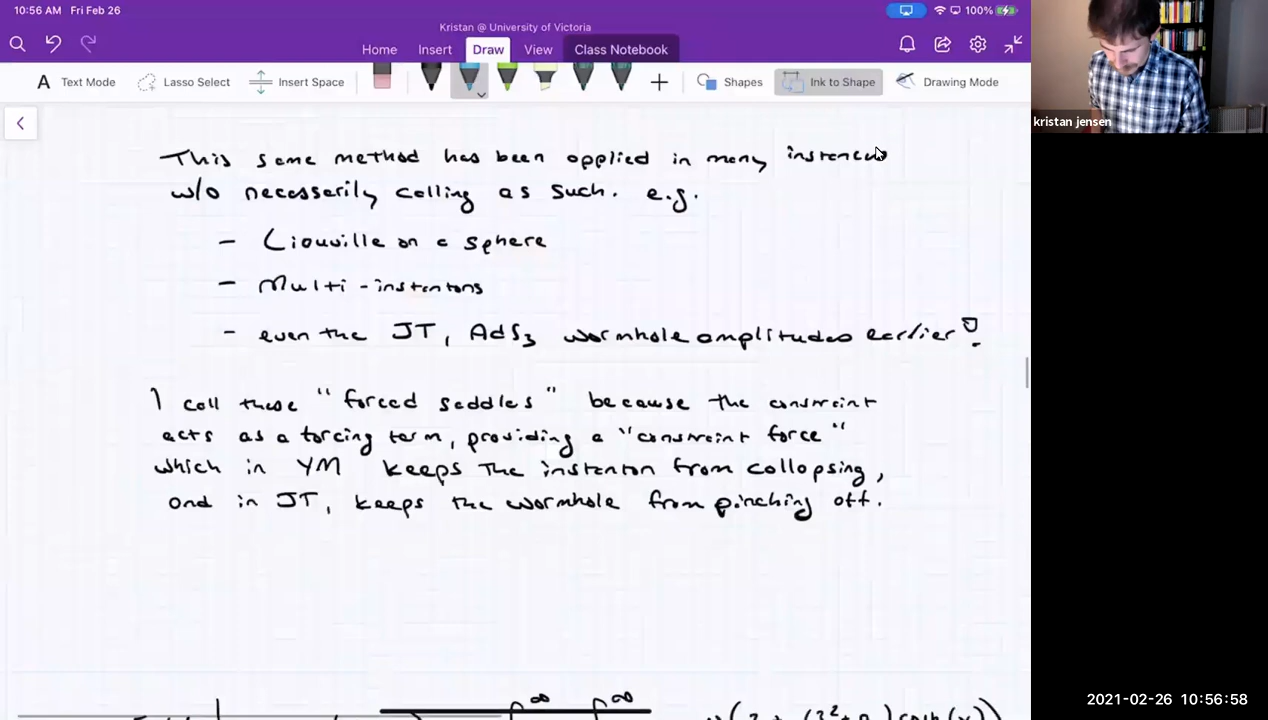 10:56 AM Fri Feb 26
100%
Kristan @ University of Victoria
Home Insert Draw View Class Notebook
Text Mode Lasso Select Insert Space Shapes Ink to Shape Drawing Mode
kristan jensen
This same method has been applied in many instances
w/o necessarily calling as such. e.g.
- Liouville on a sphere
- Multi-instantons
- even the JT, AdS3 wormhole amplitudes earlier!
I call these "forced saddles" because the constraint
acts as a forcing term, providing a "constraint force"
which in YM keeps the instanton from collapsing,
and in JT, keeps the wormhole from pinching off.
2021-02-26 10:56:58